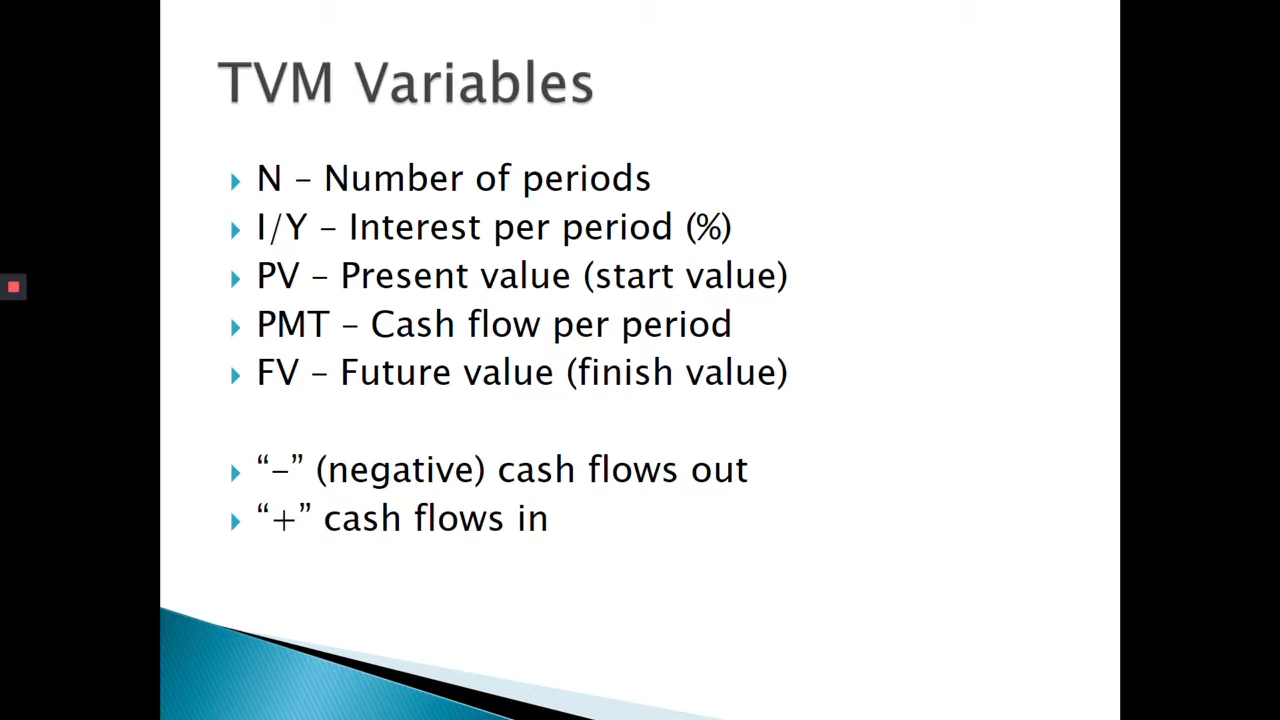 TVM Variables
N – Number of periods
I/Y – Interest per period (%)
PV – Present value (start value)
PMT – Cash flow per period
FV – Future value (finish value)
“–” (negative) cash flows out
“+” cash flows in